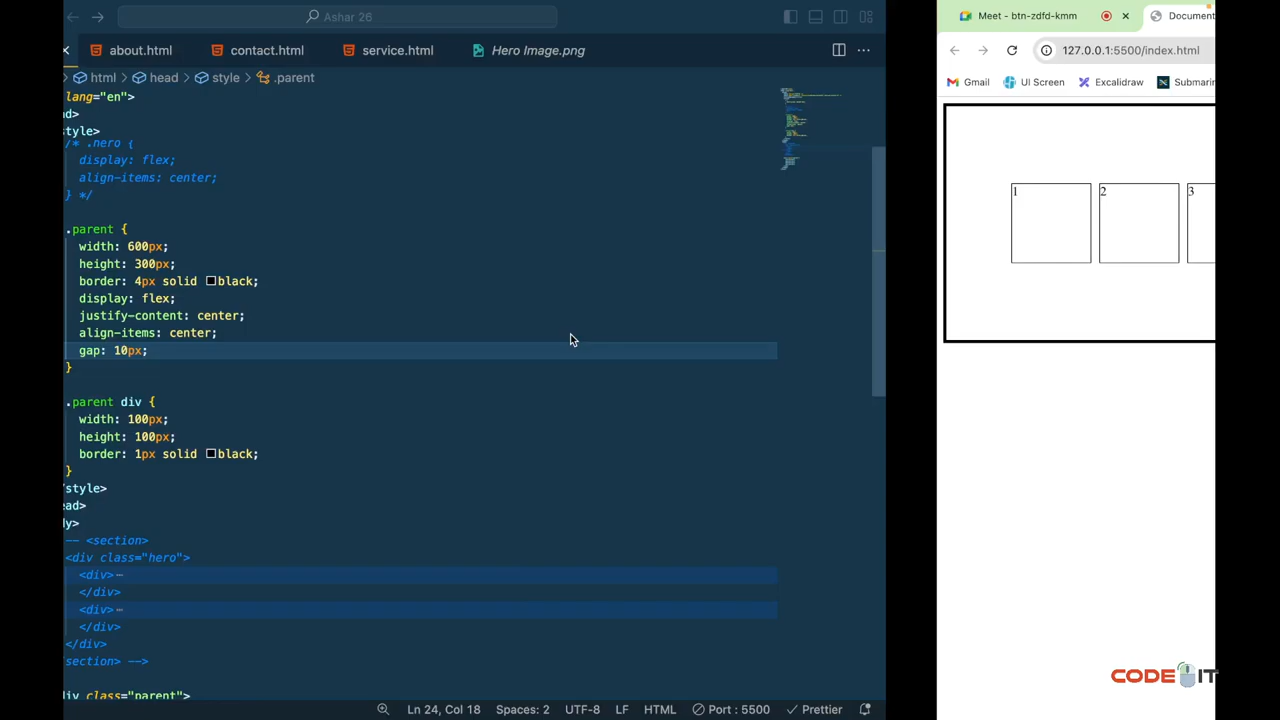 Ashar 26
about.html
contact.html
service.html
Hero Image.png
html
head
style
.parent
lang="en">
ad>
style>
/* .hero {
display: flex;
align-items: center;
} */
.parent {
width: 600px;
height: 300px;
border: 4px solid black;
display: flex;
justify-content: center;
align-items: center;
gap: 10px;
}
.parent div {
width: 100px;
height: 100px;
border: 1px solid black;
}
/style>
ead>
dy>
-- <section>
<div class="hero">
<div>⋯
</div>
<div>⋯
</div>
</div>
section> -->
div class="parent">
Ln 24, Col 18
Spaces: 2
UTF-8
LF
HTML
Port : 5500
Prettier
Meet - btn-zdfd-kmm
Document
127.0.0.1:5500/index.html
Gmail
UI Screen
Excalidraw
Submarin
1
2
3
CODE IT